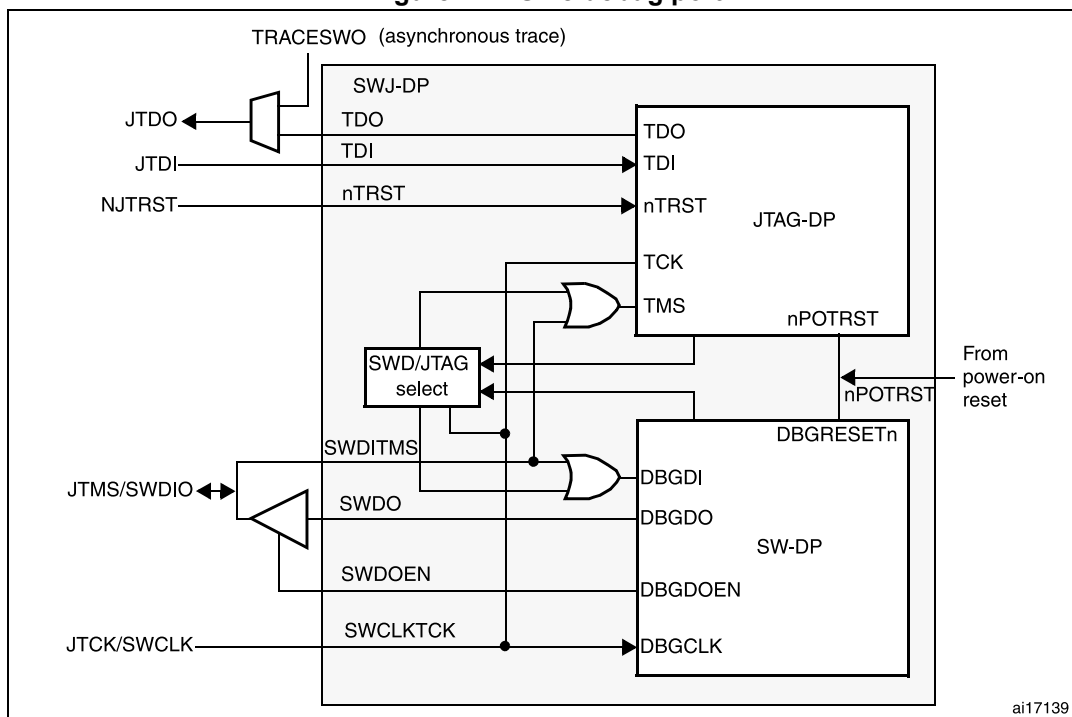 TRACESWO (asynchronous trace)
SWJ-DP
JTDO
TDO
TDO
JTDI
TDI
TDI
NJTRST
nTRST
nTRST
JTAG-DP
TCK
TMS
nPOTRST
SWD/JTAG
select
From
power-on
reset
nPOTRST
DBGRESETn
SWDITMS
DBGDI
JTMS/SWDIO
SWDO
DBGDO
SW-DP
SWDOEN
DBGDOEN
JTCK/SWCLK
SWCLKTCK
DBGCLK
ai17139